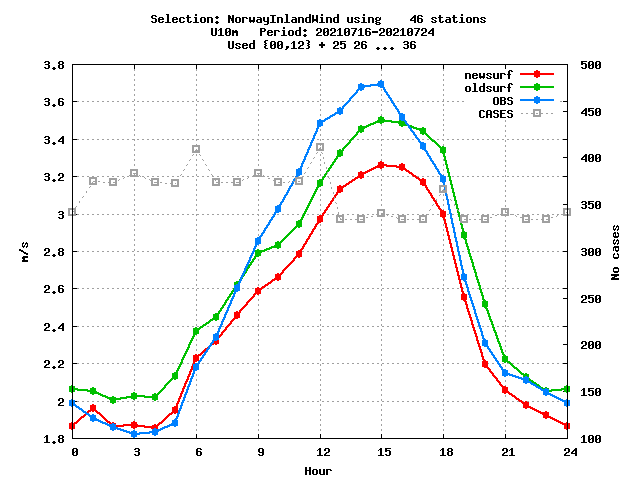 Selection: NorwayInlandWind using    46 stations
U10m   Period: 20210716-20210724
Used {00,12} + 25 26 ... 36
newsurf
oldsurf
OBS
CASES
3.8
3.6
3.4
3.2
3
2.8
2.6
2.4
2.2
2
1.8
m/s
500
450
400
350
300
250
200
150
100
No cases
0 3 6 9 12 15 18 21 24
Hour